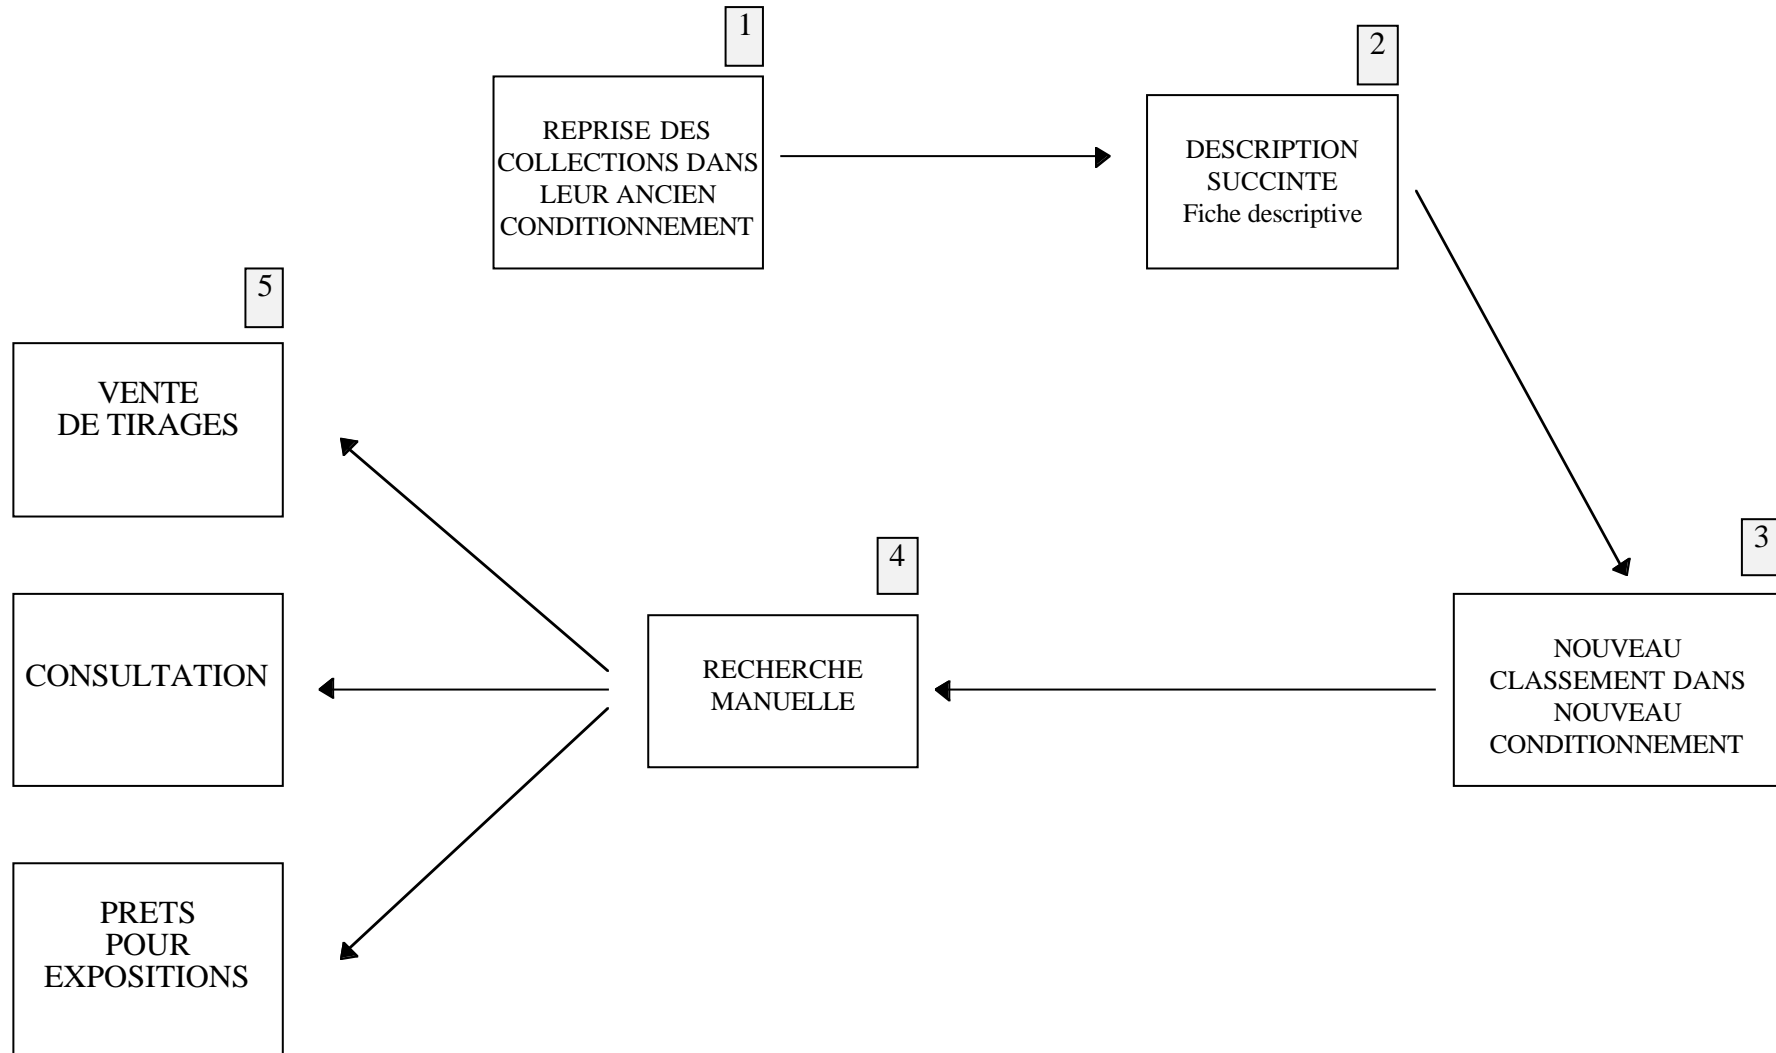 1
REPRISE DES
COLLECTIONS DANS
LEUR ANCIEN
CONDITIONNEMENT
2
DESCRIPTION
SUCCINTE
Fiche descriptive
3
NOUVEAU
CLASSEMENT DANS
NOUVEAU
CONDITIONNEMENT
4
RECHERCHE
MANUELLE
5
VENTE
DE TIRAGES
CONSULTATION
PRETS
POUR
EXPOSITIONS